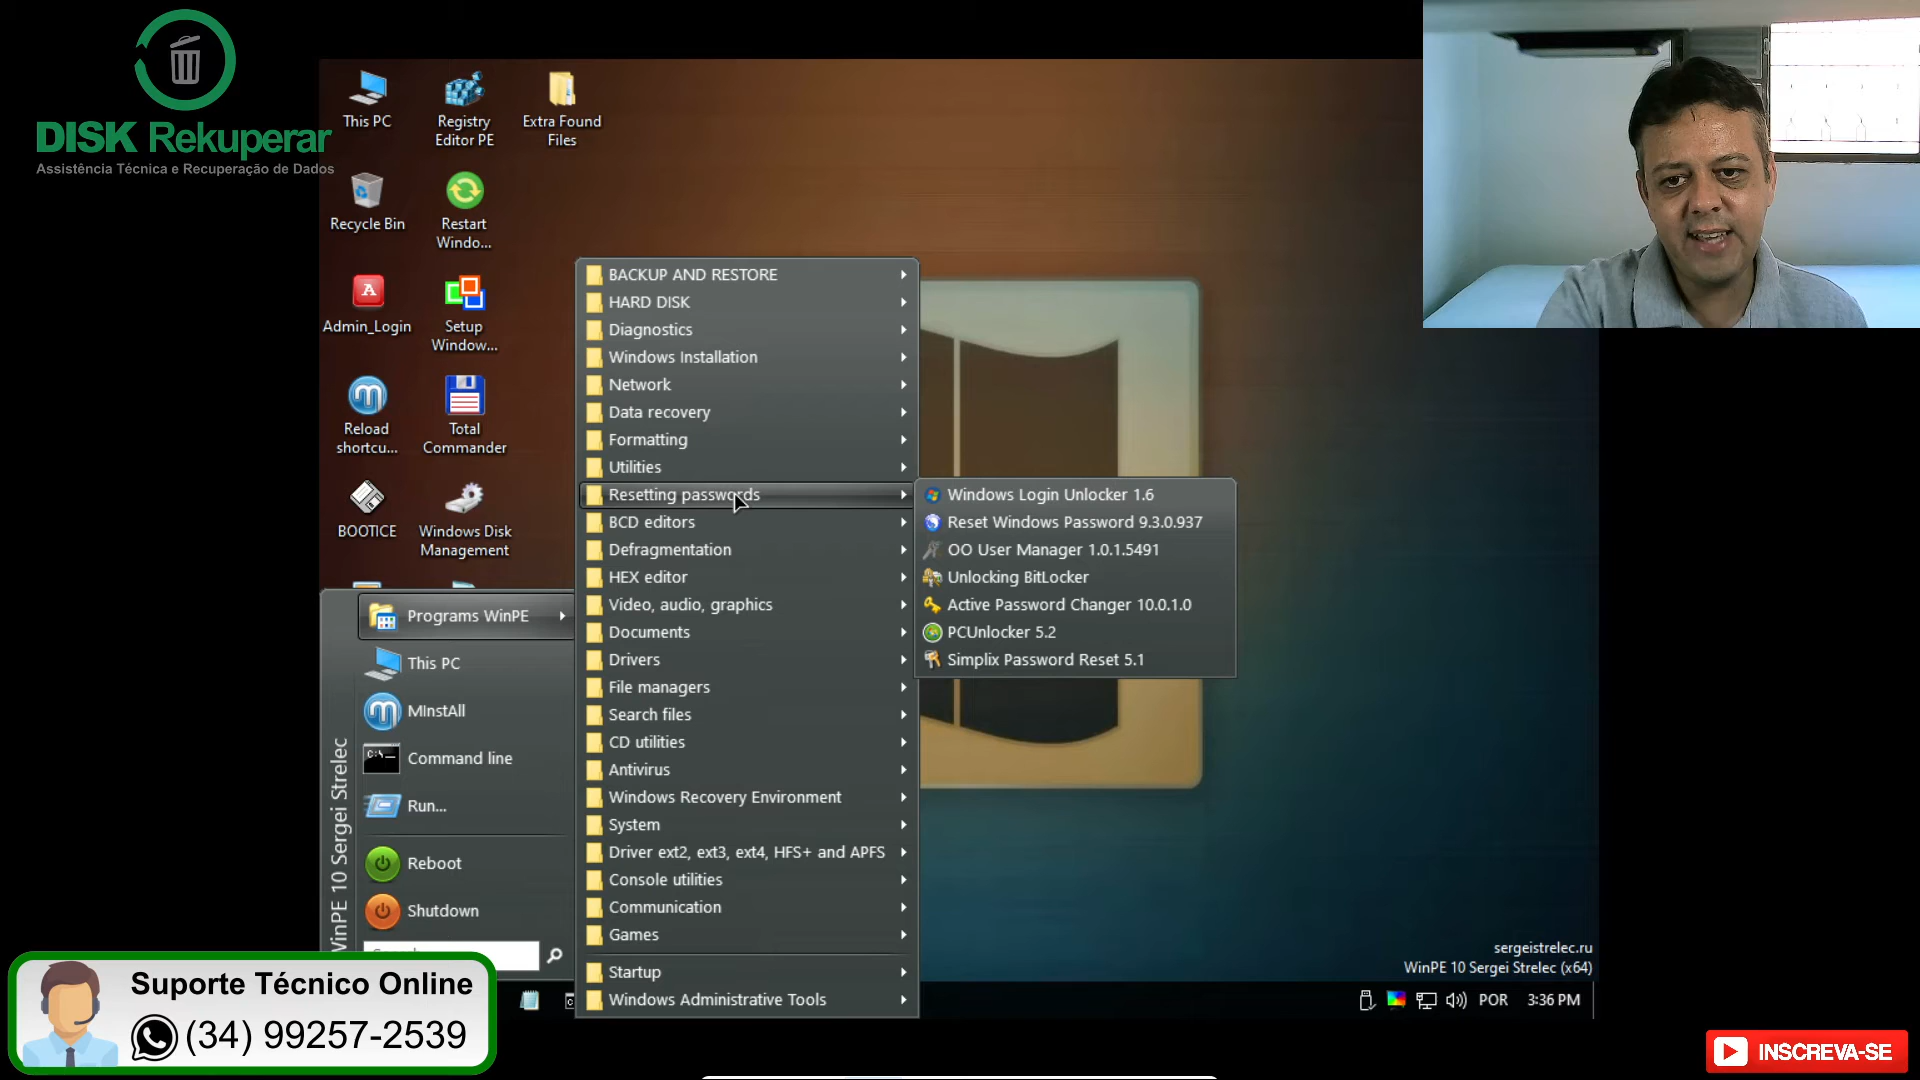 DISK Rekuperar
Assistência Técnica e Recuperação de Dados
This PC
Registry
Editor PE
Extra Found
Files
Recycle Bin
Restart
Windo...
Admin_Login
Setup
Window...
Reload
shortcu...
Total
Commander
BOOTICE
Windows Disk
Management
BACKUP AND RESTORE
HARD DISK
Diagnostics
Windows Installation
Network
Data recovery
Formatting
Utilities
Resetting passwords
BCD editors
Defragmentation
HEX editor
Video, audio, graphics
Documents
Drivers
File managers
Search files
CD utilities
Antivirus
Windows Recovery Environment
System
Driver ext2, ext3, ext4, HFS+ and APFS
Console utilities
Communication
Games
Startup
Windows Administrative Tools
Windows Login Unlocker 1.6
Reset Windows Password 9.3.0.937
OO User Manager 1.0.1.5491
Unlocking BitLocker
Active Password Changer 10.0.1.0
PCUnlocker 5.2
Simplix Password Reset 5.1
WinPE 10 Sergei Strelec
Programs WinPE
This PC
MInstAll
Command line
Run...
Reboot
Shutdown
sergeistrelec.ru
WinPE 10 Sergei Strelec (x64)
POR
3:36 PM
Suporte Técnico Online
(34) 99257-2539
INSCREVA-SE